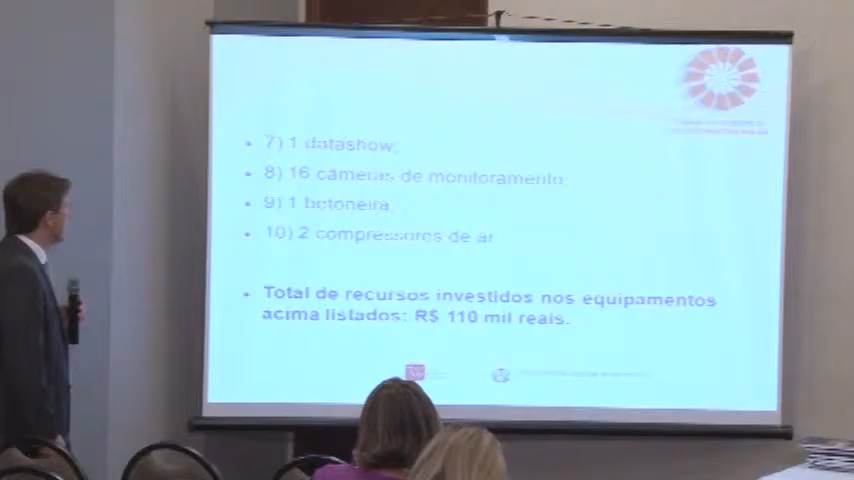 7) 1 datashow;
8) 16 câmeras de monitoramento
9) 1 betoneira
10) 2 compressores de ar
Total de recursos investidos nos equipamentos
acima listados: R$ 110 mil reais.